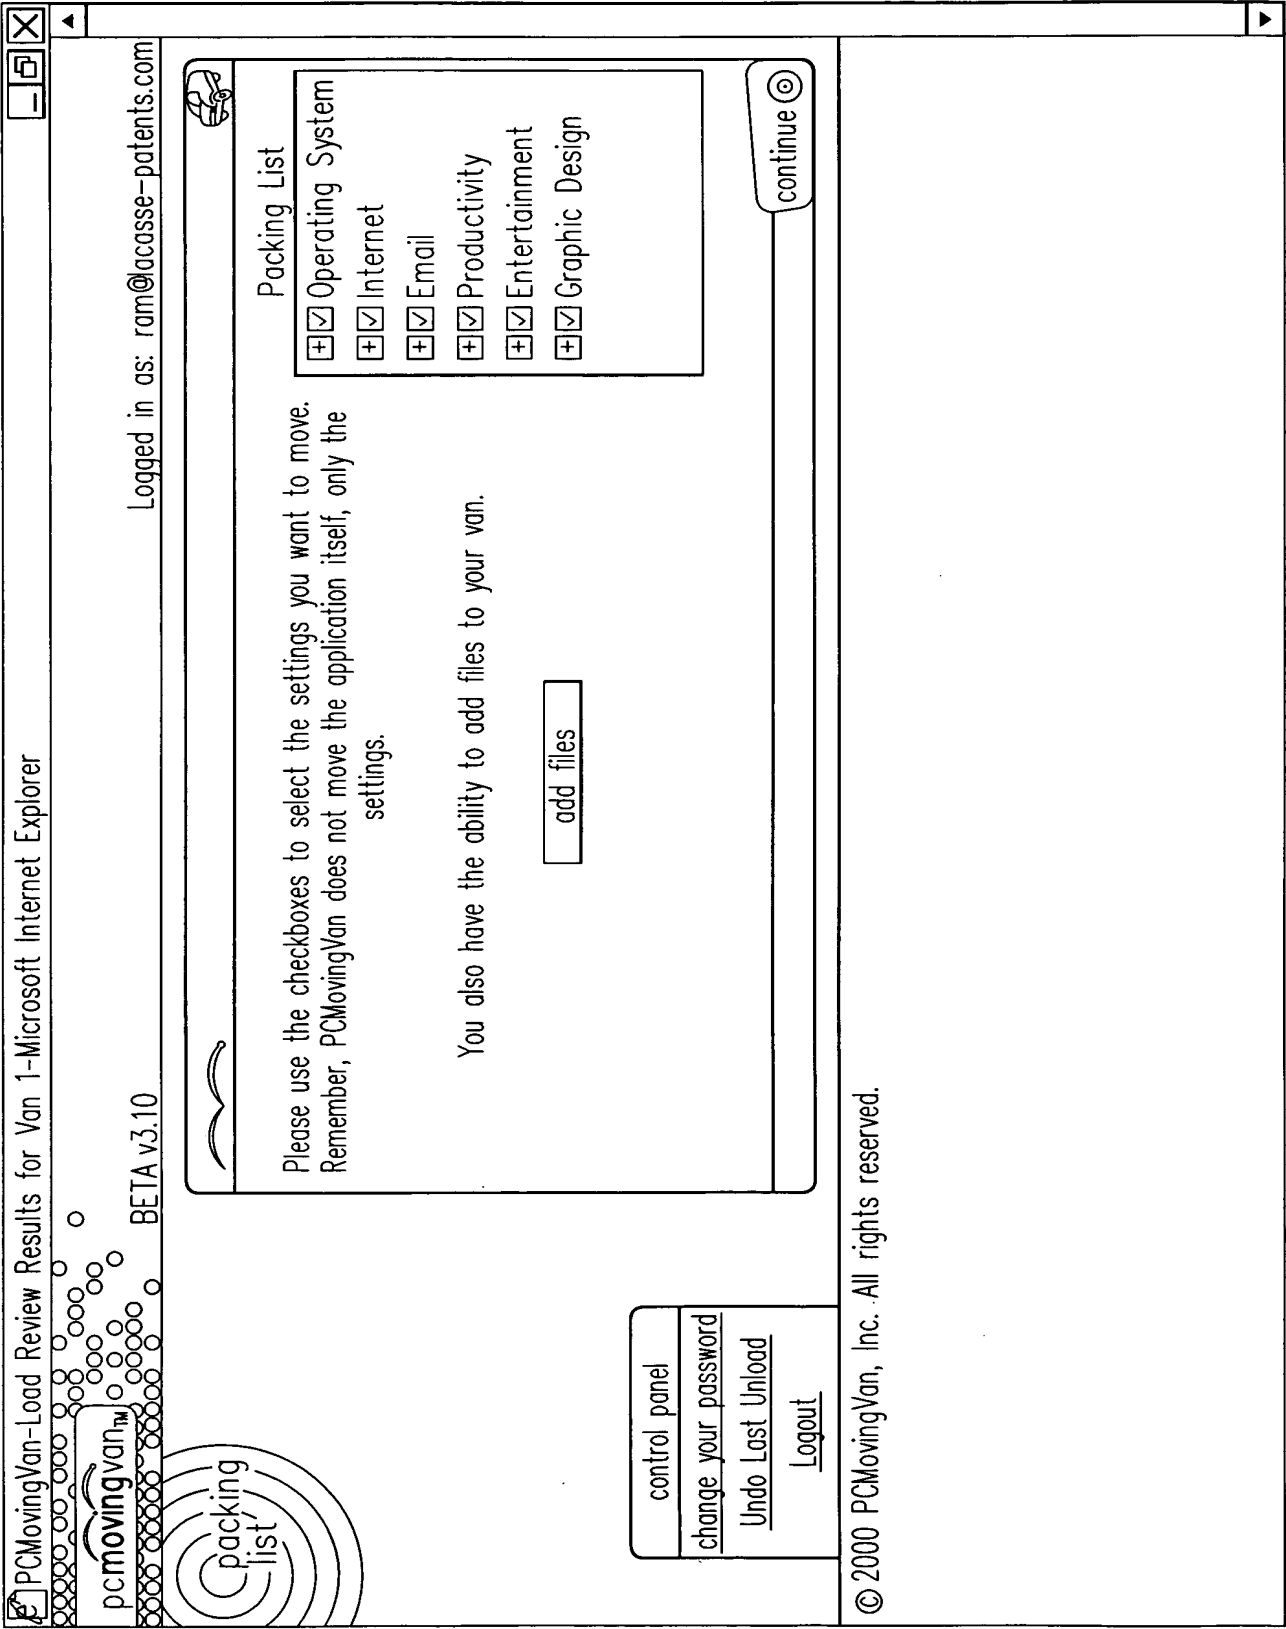 PCMovingVan-Load Review Results for Van 1-Microsoft Internet Explorer
pcmovingvan™
BETA v3.10
Logged in as: ram@lacasse-patents.com
packing
list
Please use the checkboxes to select the settings you want to move.
Remember, PCMovingVan does not move the application itself, only the
settings.
You also have the ability to add files to your van.
add files
Packing List
Operating System
Internet
Email
Productivity
Entertainment
Graphic Design
continue
control panel
change your password
Undo Last Unload
Logout
© 2000 PCMovingVan, Inc. All rights reserved.